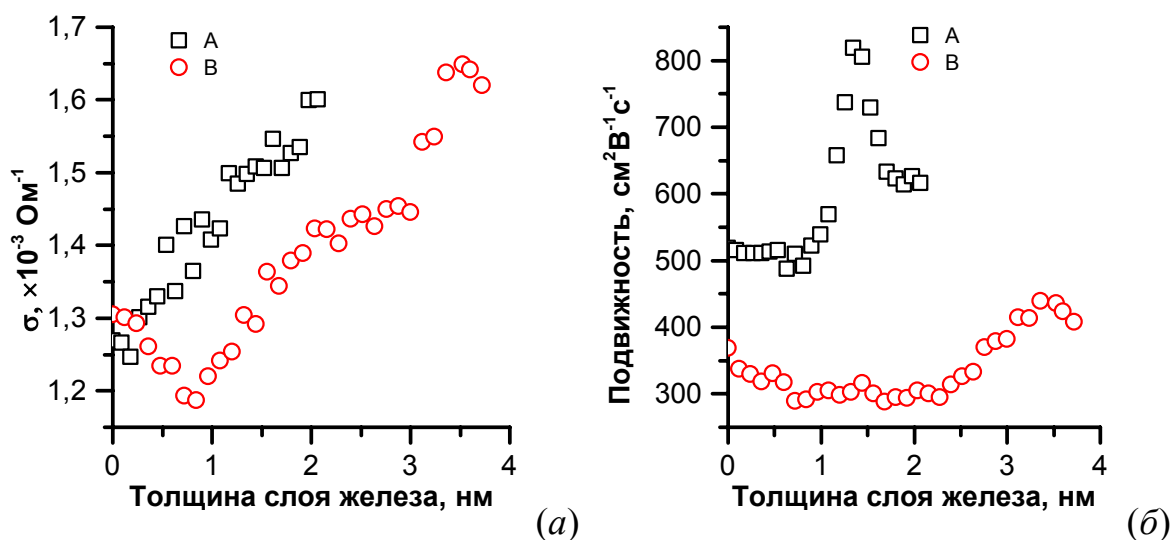 1,7
1,6
1,5
1,4
1,3
1,2
σ, ×10⁻³ Ом⁻¹
A
B
0 1 2 3 4
Толщина слоя железа, нм
(а)
800
700
600
500
400
300
Подвижность, см²В⁻¹с⁻¹
A
B
0 1 2 3 4
Толщина слоя железа, нм
(б)